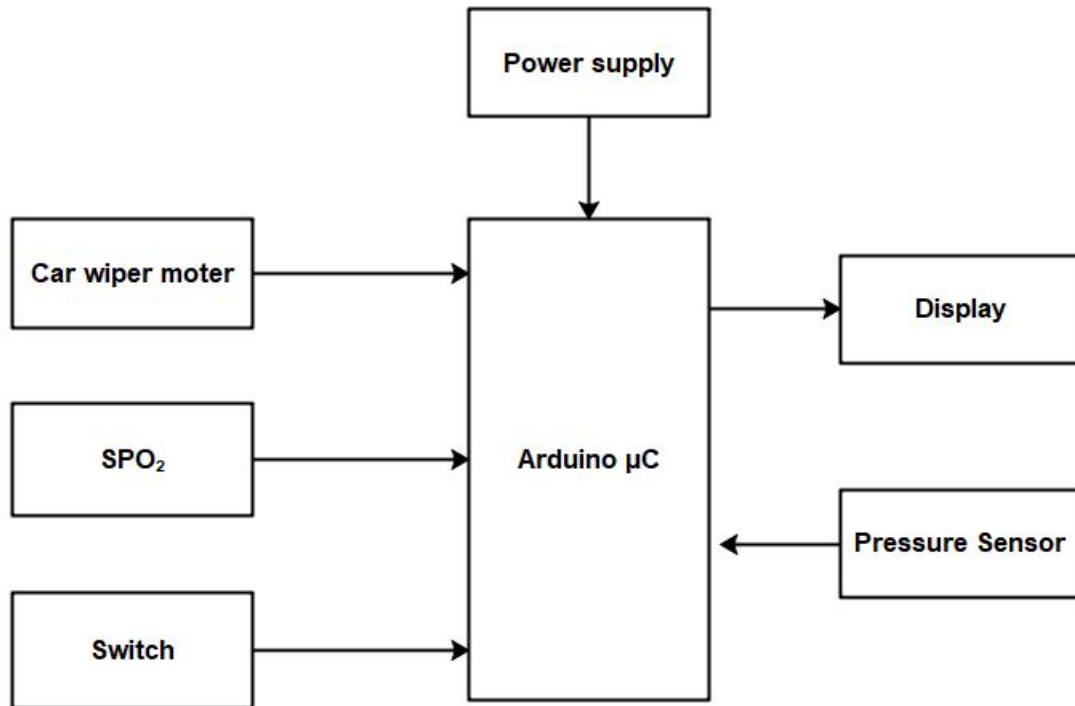 Power supply
Car wiper moter
Display
SPO₂
Arduino µC
Pressure Sensor
Switch